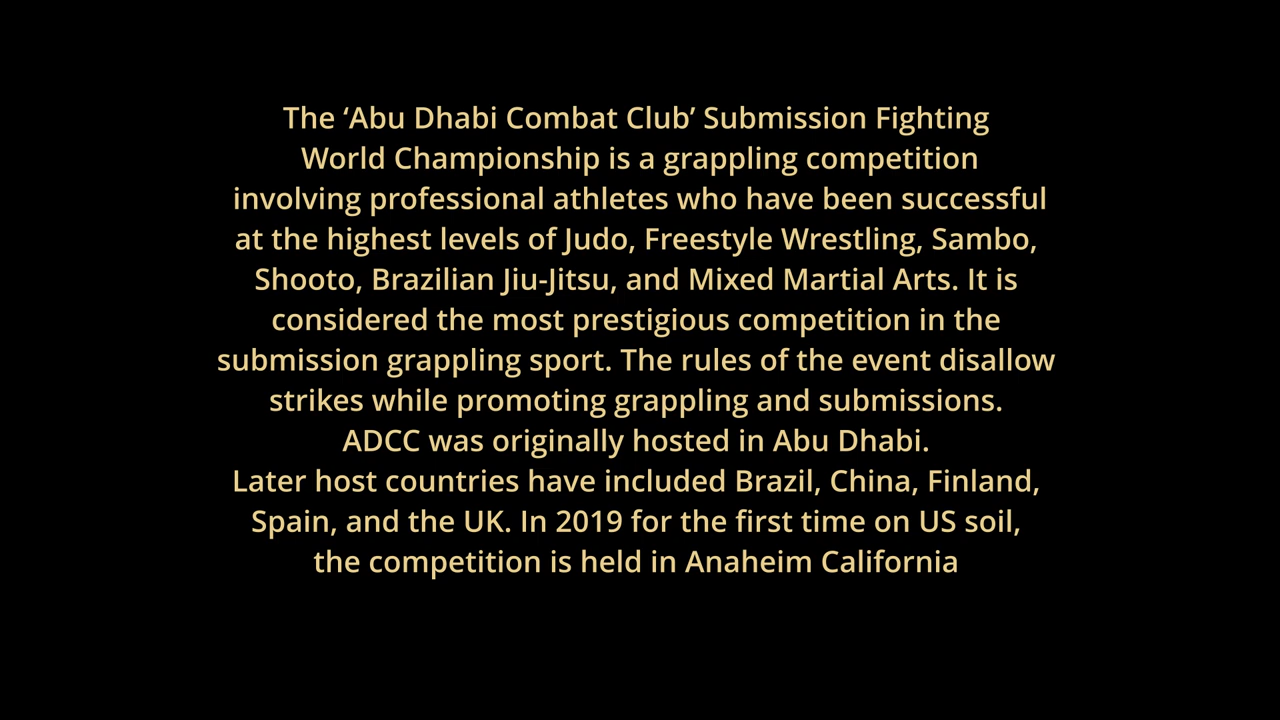 The ‘Abu Dhabi Combat Club’ Submission Fighting
World Championship is a grappling competition
involving professional athletes who have been successful
at the highest levels of Judo, Freestyle Wrestling, Sambo,
Shooto, Brazilian Jiu-Jitsu, and Mixed Martial Arts. It is
considered the most prestigious competition in the
submission grappling sport. The rules of the event disallow
strikes while promoting grappling and submissions.
ADCC was originally hosted in Abu Dhabi.
Later host countries have included Brazil, China, Finland,
Spain, and the UK. In 2019 for the first time on US soil,
the competition is held in Anaheim California